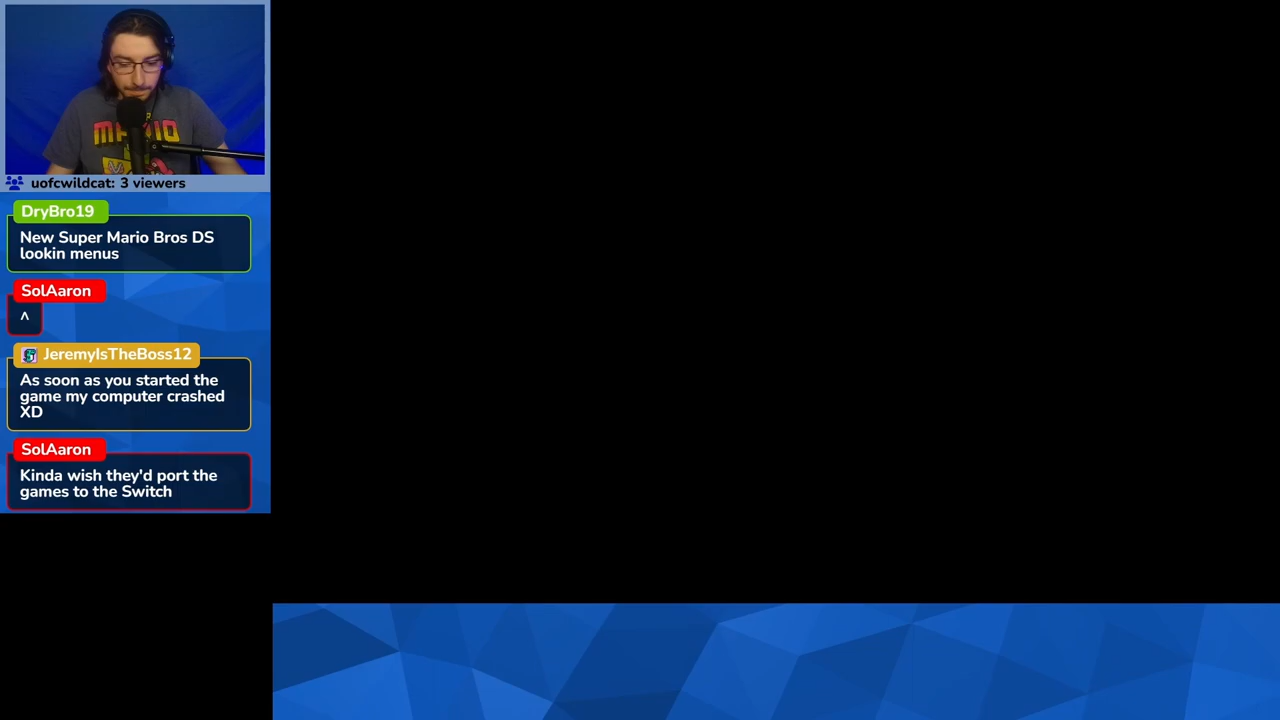 MARIO
uofcwildcat: 3 viewers
DryBro19
New Super Mario Bros DS
lookin menus
SolAaron
^
JeremyIsTheBoss12
As soon as you started the
game my computer crashed
XD
SolAaron
Kinda wish they'd port the
games to the Switch